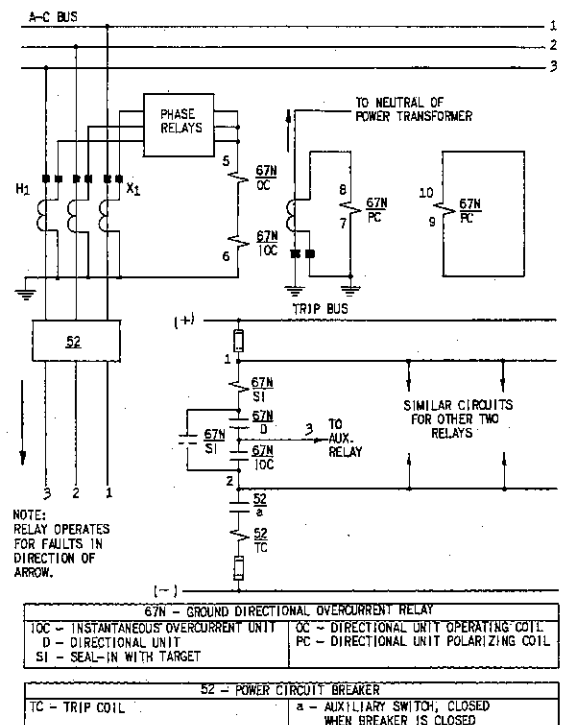 A-C BUS
1
2
3
PHASE
RELAYS
TO NEUTRAL OF
POWER TRANSFORMER
H1
X1
5
67N
OC
6
67N
IOC
8
7
67N
PC
10
9
67N
PC
52
(+)
TRIP BUS
1
67N
SI
67N
D
67N
SI
3
TO
AUX.
RELAY
67N
IOC
2
52
a
52
TC
(-)
SIMILAR CIRCUITS
FOR OTHER TWO
RELAYS
3 2 1
NOTE:
RELAY OPERATES
FOR FAULTS IN
DIRECTION OF
ARROW.
67N - GROUND DIRECTIONAL OVERCURRENT RELAY
IOC - INSTANTANEOUS OVERCURRENT UNIT
D - DIRECTIONAL UNIT
SI - SEAL-IN WITH TARGET
OC - DIRECTIONAL UNIT OPERATING COIL
PC - DIRECTIONAL UNIT POLARIZING COIL
52 - POWER CIRCUIT BREAKER
TC - TRIP COIL
a - AUXILIARY SWITCH, CLOSED
WHEN BREAKER IS CLOSED